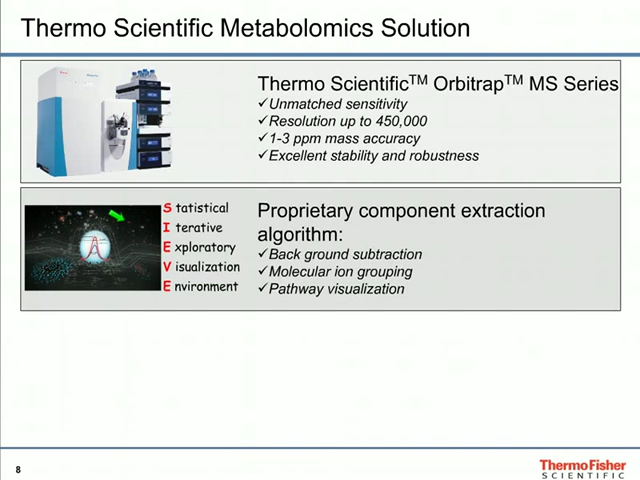 Thermo Scientific Metabolomics Solution
Thermo Scientific™ Orbitrap™ MS Series
✓Unmatched sensitivity
✓Resolution up to 450,000
✓1-3 ppm mass accuracy
✓Excellent stability and robustness
S tatistical
I terative
E xploratory
V isualization
E nvironment
Proprietary component extraction
algorithm:
✓Back ground subtraction
✓Molecular ion grouping
✓Pathway visualization
8
ThermoFisher
SCIENTIFIC